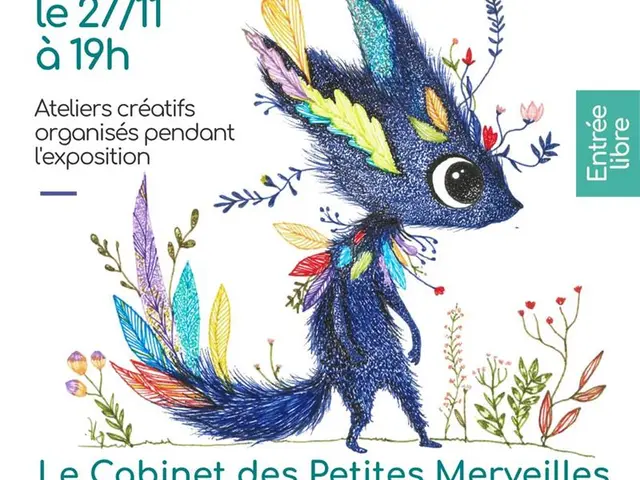 le 27/11
à 19h
Ateliers créatifs
organisés pendant
l'exposition
Entrée
libre
Le Cabinet des Petites Merveilles